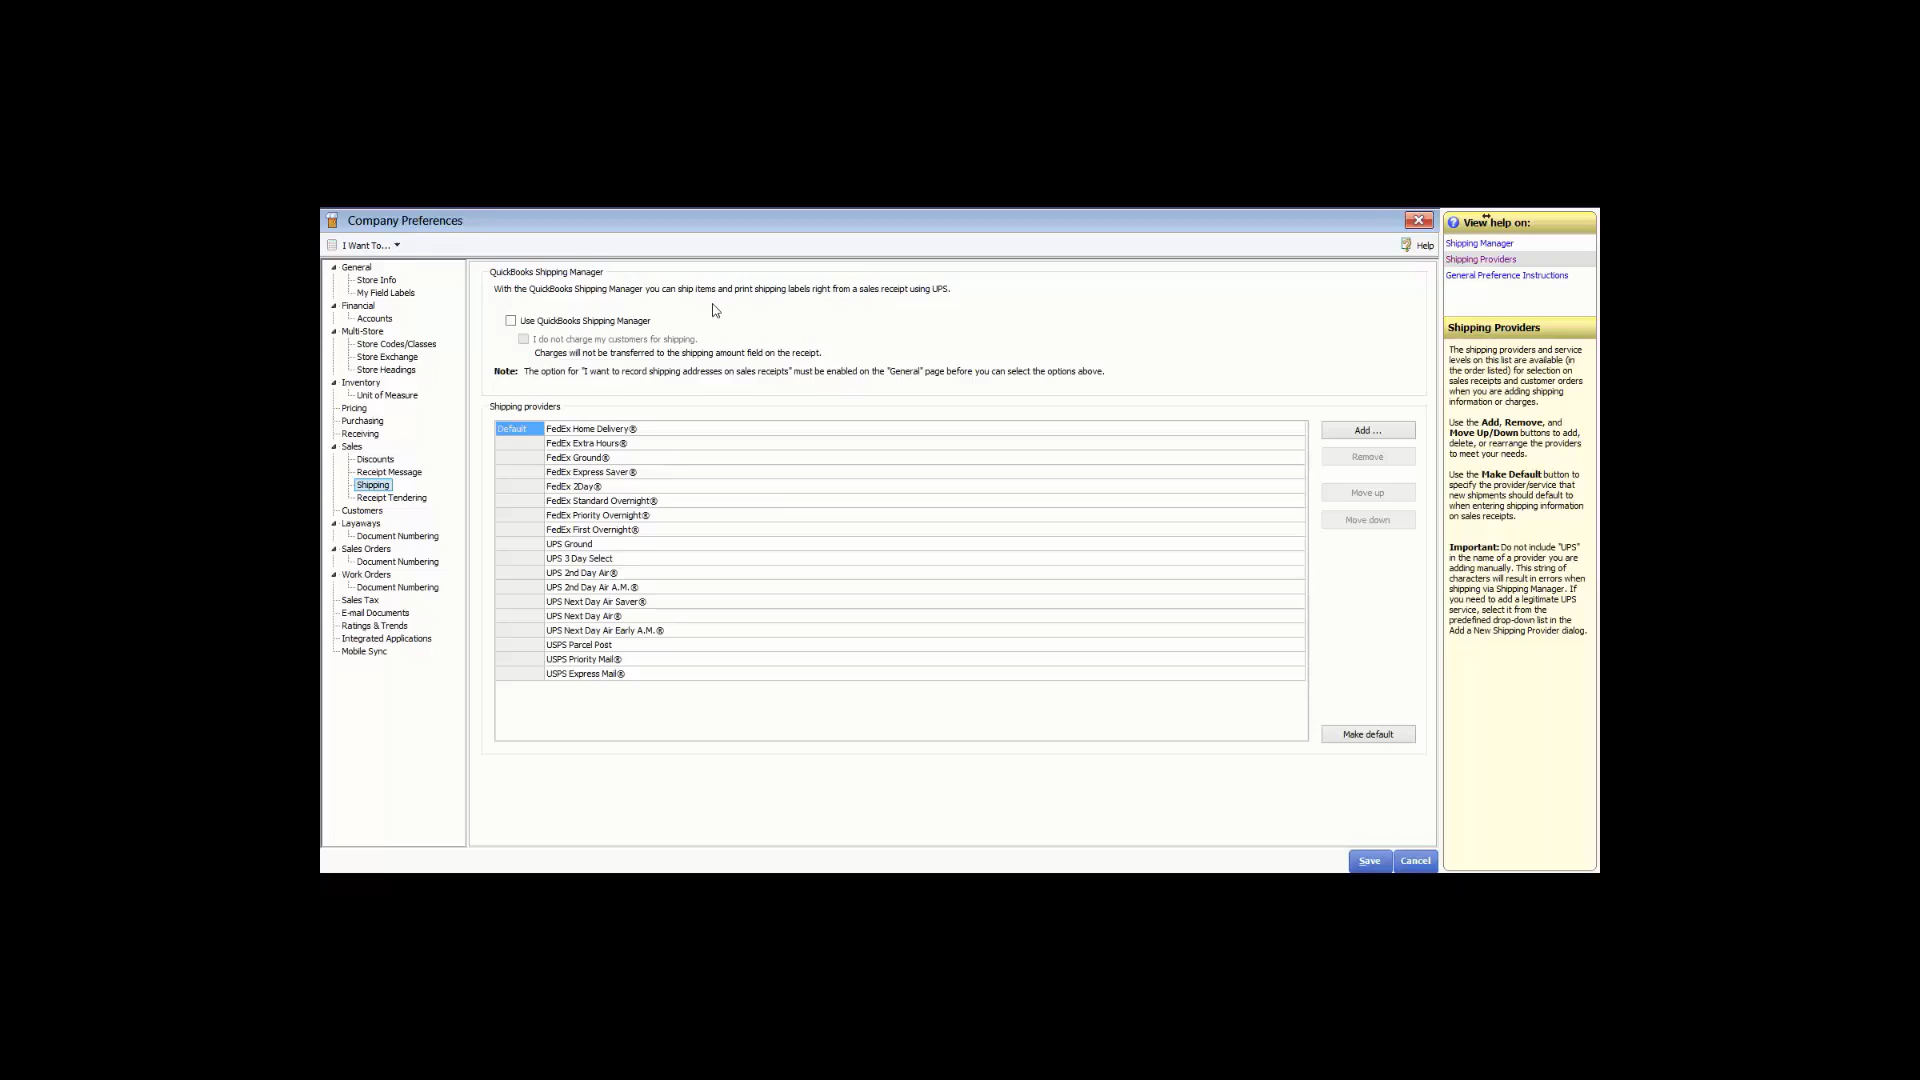 Company Preferences
I Want To...
Help
General
Store Info
My Field Labels
Financial
Accounts
Multi-Store
Store Codes/Classes
Store Exchange
Store Headings
Inventory
Unit of Measure
Pricing
Purchasing
Receiving
Sales
Discounts
Receipt Message
Shipping
Receipt Tendering
Customers
Layaways
Document Numbering
Sales Orders
Document Numbering
Work Orders
Document Numbering
Sales Tax
E-mail Documents
Ratings & Trends
Integrated Applications
Mobile Sync
QuickBooks Shipping Manager
With the QuickBooks Shipping Manager you can ship items and print shipping labels right from a sales receipt using UPS.
Use QuickBooks Shipping Manager
I do not charge my customers for shipping.
Charges will not be transferred to the shipping amount field on the receipt.
Note: The option for "I want to record shipping addresses on sales receipts" must be enabled on the "General" page before you can select the options above.
Shipping providers
Default FedEx Home Delivery®
FedEx Extra Hours®
FedEx Ground®
FedEx Express Saver®
FedEx 2Day®
FedEx Standard Overnight®
FedEx Priority Overnight®
FedEx First Overnight®
UPS Ground
UPS 3 Day Select
UPS 2nd Day Air®
UPS 2nd Day Air A.M.®
UPS Next Day Air Saver®
UPS Next Day Air®
UPS Next Day Air Early A.M.®
USPS Parcel Post
USPS Priority Mail®
USPS Express Mail®
Add ...
Remove
Move up
Move down
Make default
Save
Cancel
View help on:
Shipping Manager
Shipping Providers
General Preference Instructions
Shipping Providers
The shipping providers and service
levels on this list are available (in
the order listed) for selection on
sales receipts and customer orders
when you are adding shipping
information or charges.
Use the Add, Remove, and
Move Up/Down buttons to add,
delete, or rearrange the providers
to meet your needs.
Use the Make Default button to
specify the provider/service that
new shipments should default to
when entering shipping information
on sales receipts.
Important: Do not include "UPS"
in the name of a provider you are
adding manually. This string of
characters will result in errors when
shipping via Shipping Manager. If
you need to add a legitimate UPS
service, select it from the
predefined drop-down list in the
Add a New Shipping Provider dialog.